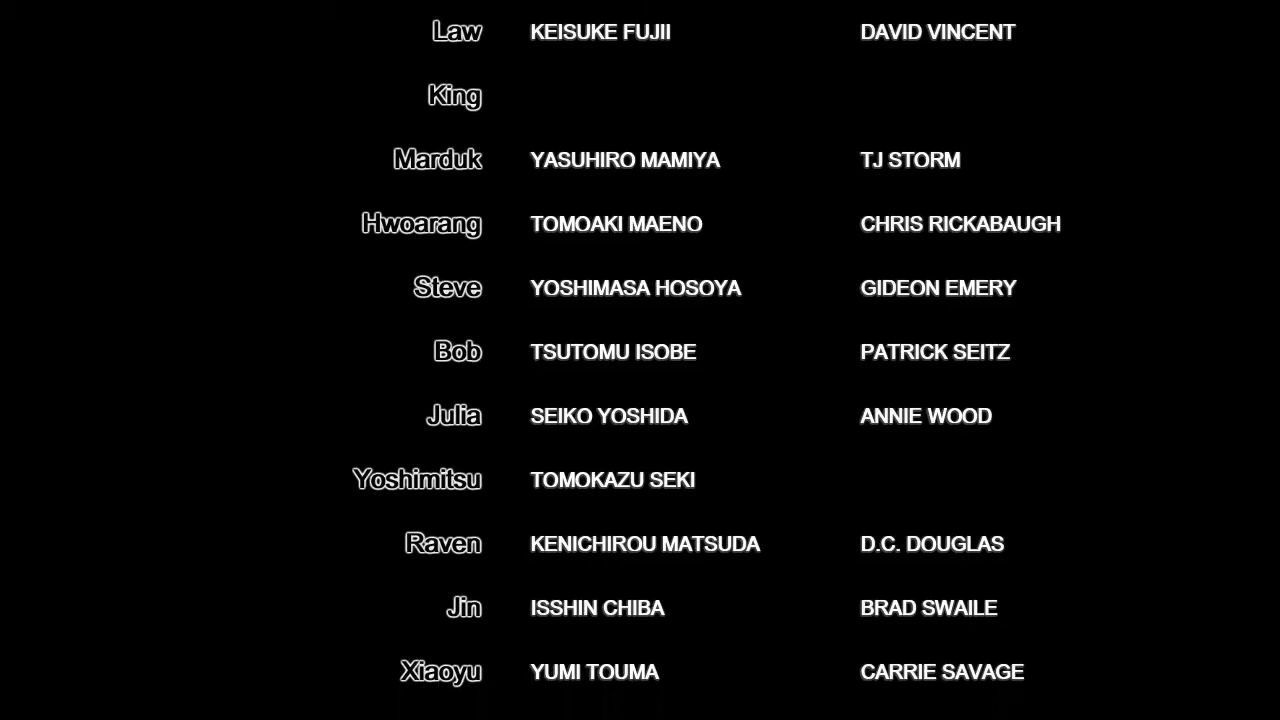 Law KEISUKE FUJII DAVID VINCENT
King
Marduk YASUHIRO MAMIYA TJ STORM
Hwoarang TOMOAKI MAENO CHRIS RICKABAUGH
Steve YOSHIMASA HOSOYA GIDEON EMERY
Bob TSUTOMU ISOBE PATRICK SEITZ
Julia SEIKO YOSHIDA ANNIE WOOD
Yoshimitsu TOMOKAZU SEKI
Raven KENICHIROU MATSUDA D.C. DOUGLAS
Jin ISSHIN CHIBA BRAD SWAILE
Xiaoyu YUMI TOUMA CARRIE SAVAGE